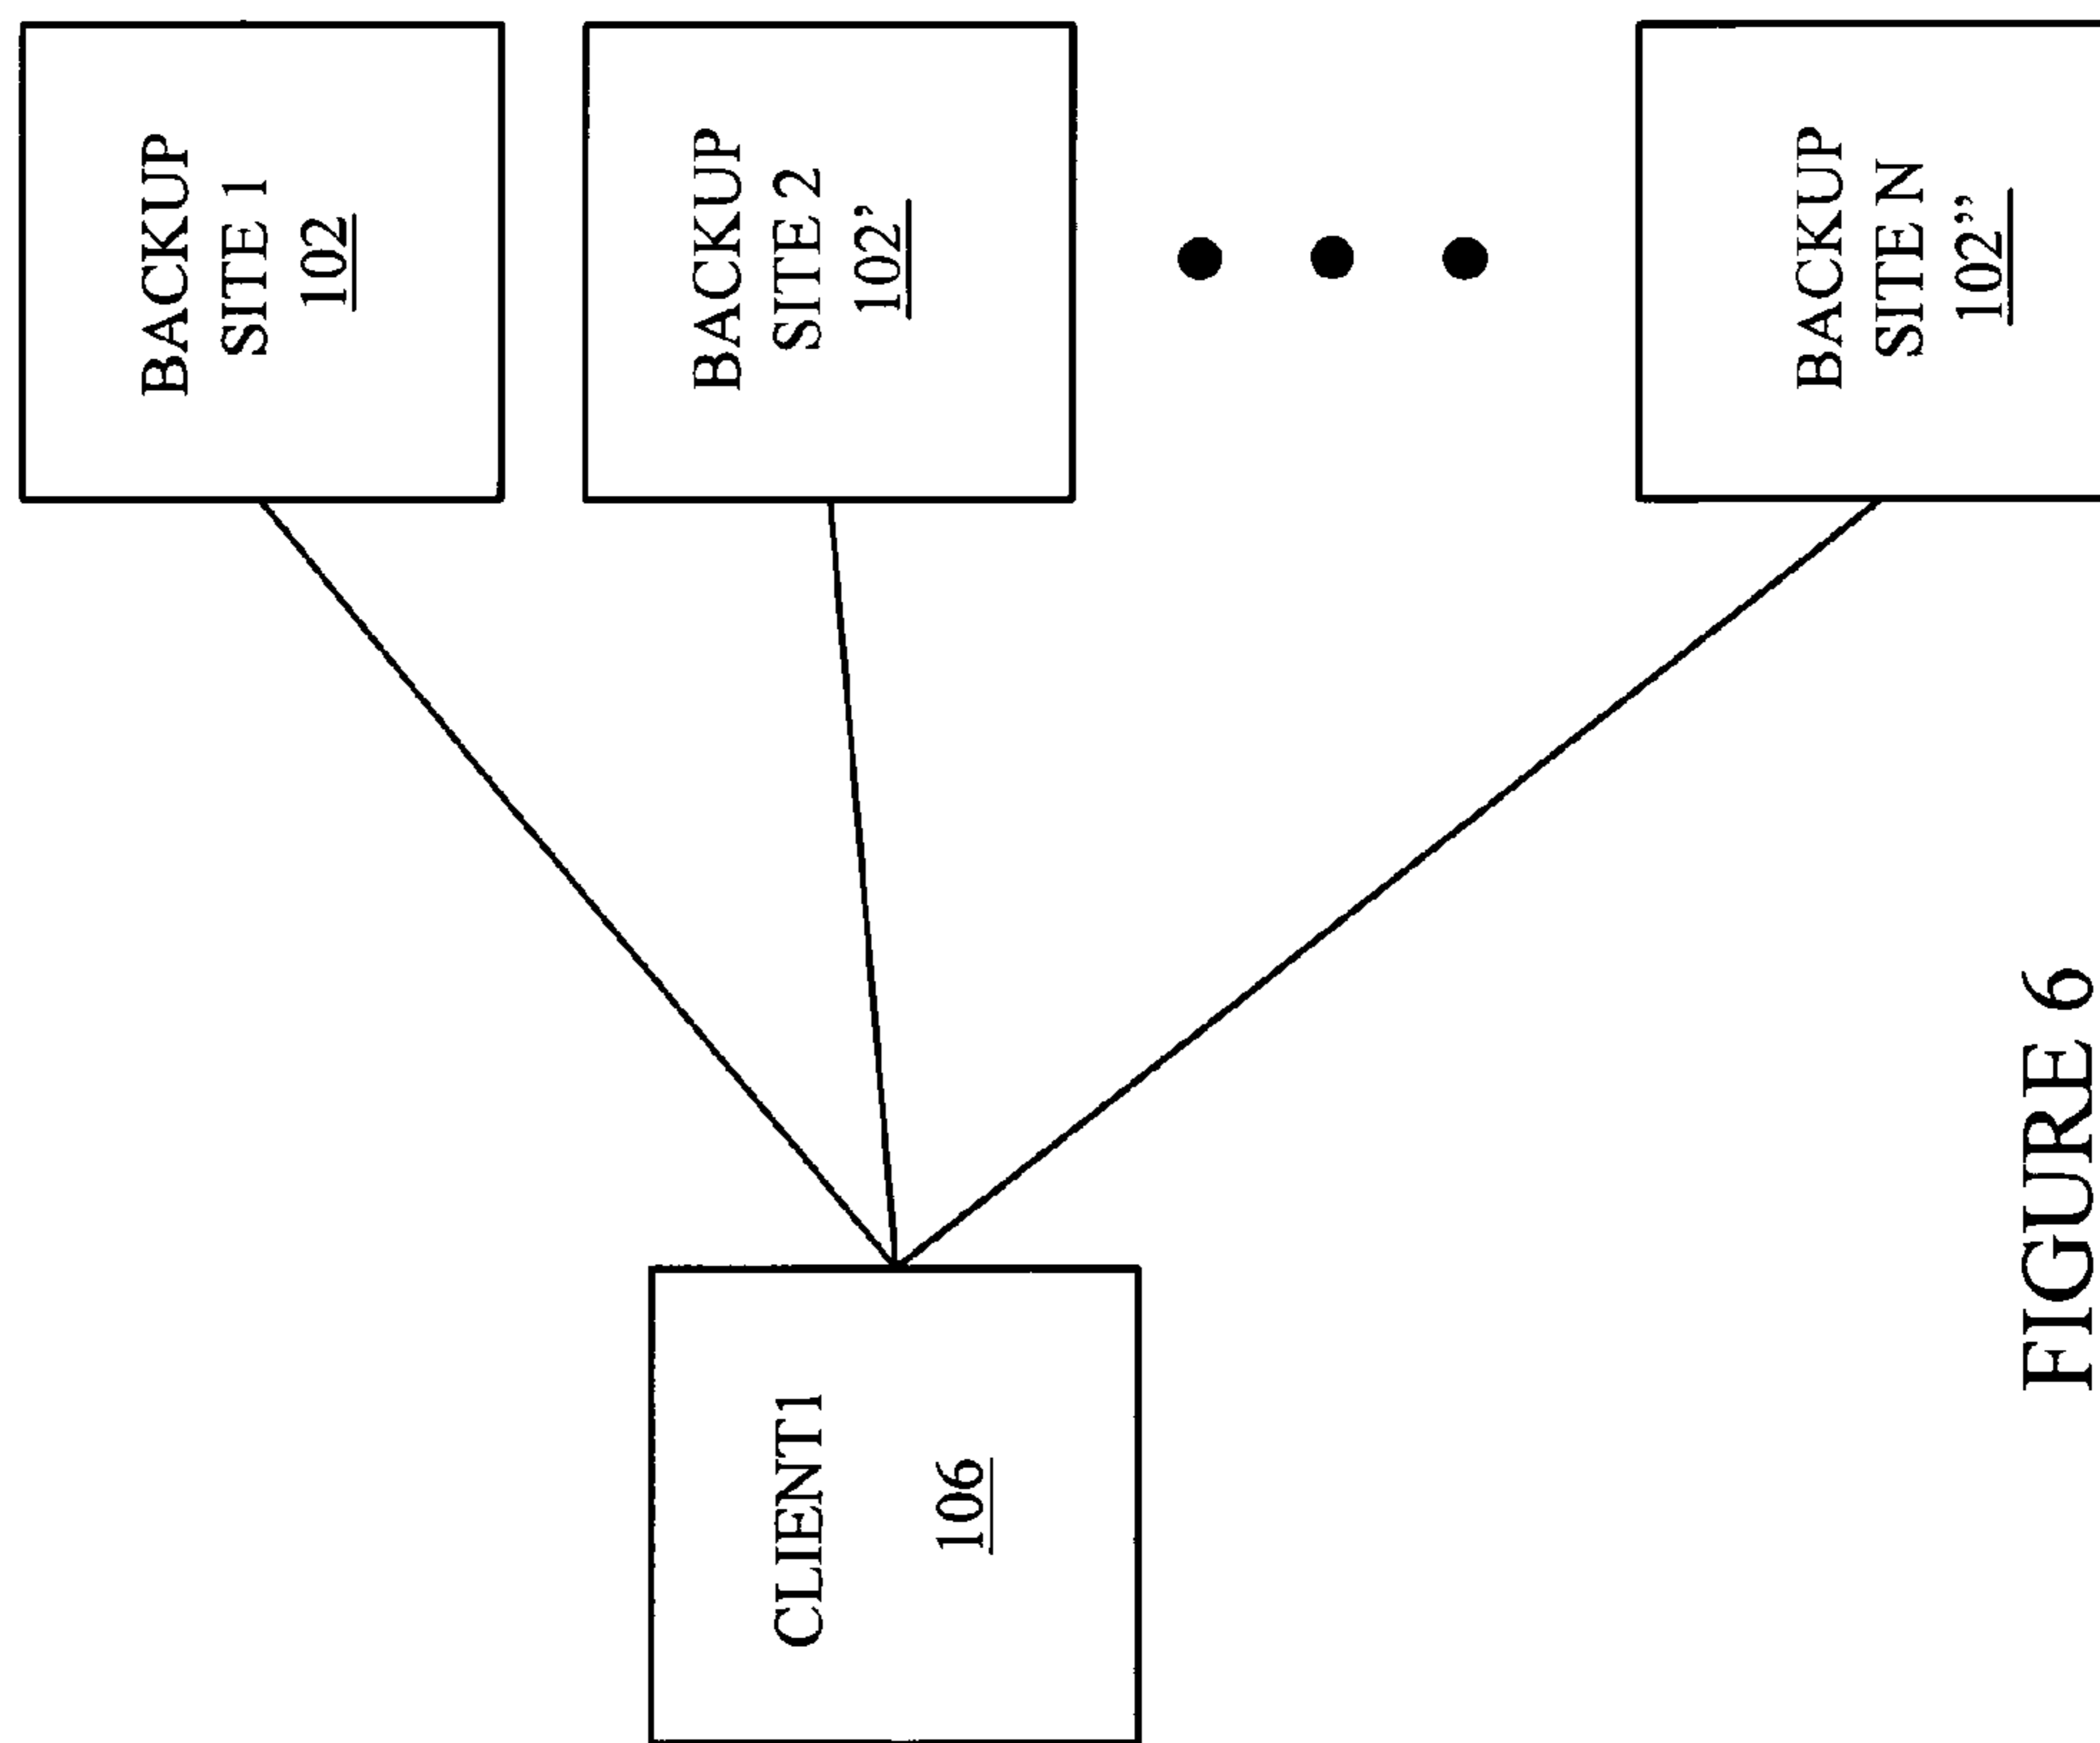 BACKUP
SITE 1
102
BACKUP
SITE 2
102’
BACKUP
SITE N
102’’
CLIENT1
106
FIGURE 6